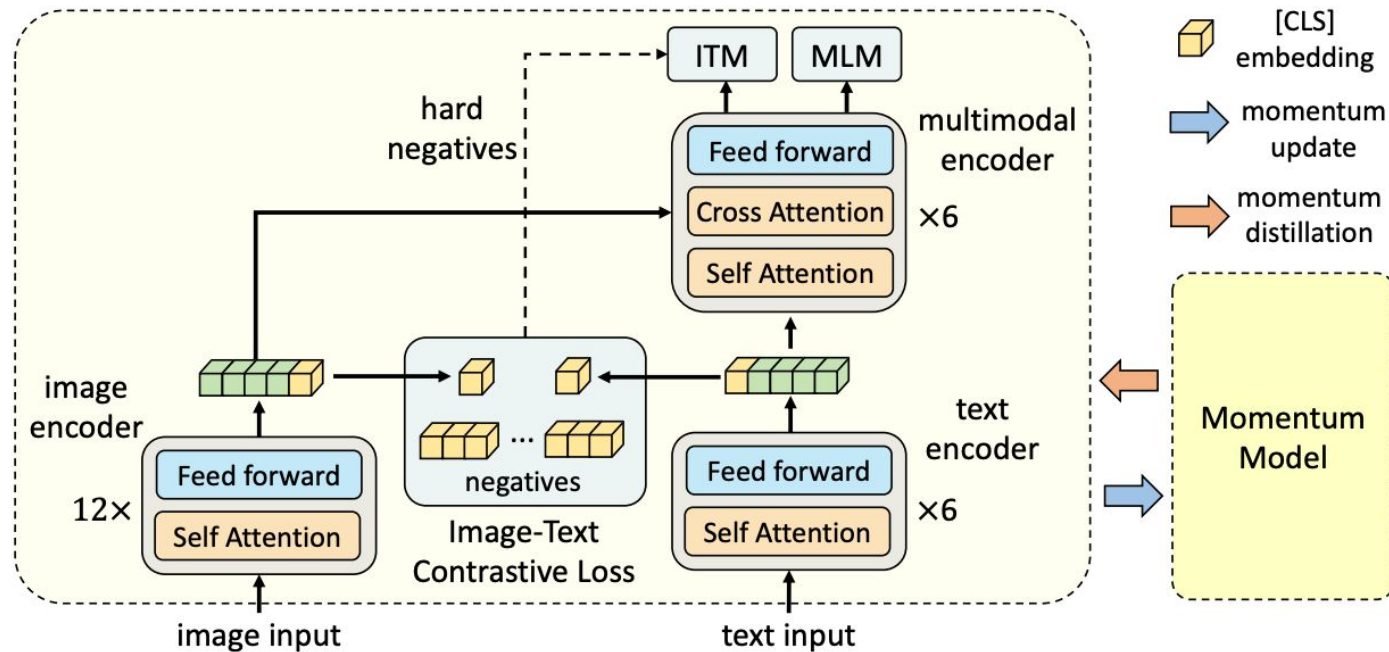 ITM
MLM
[CLS]
embedding
momentum
update
momentum
distillation
hard
negatives
multimodal
encoder
Feed forward
Cross Attention
×6
Self Attention
image
encoder
text
encoder
Momentum
Model
Feed forward
12×
Self Attention
...
negatives
Image-Text
Contrastive Loss
Feed forward
×6
Self Attention
image input
text input